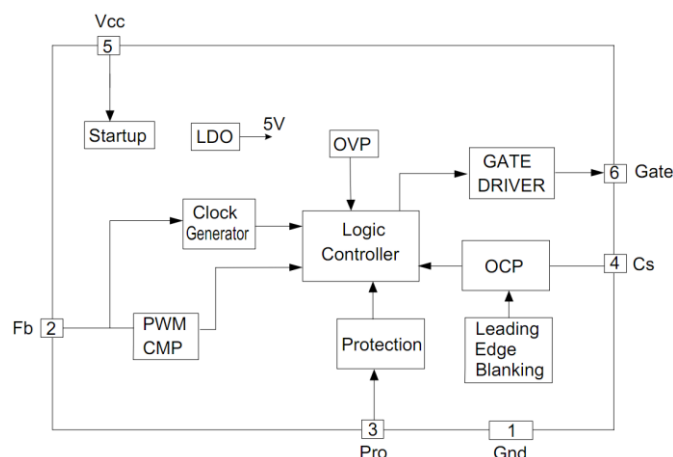 Vcc
5
Startup
LDO
5V
OVP
GATE
DRIVER
6
Gate
Clock
Generator
Logic
Controller
OCP
4
Cs
Fb
2
PWM
CMP
Protection
Leading
Edge
Blanking
3
1
Pro
Gnd